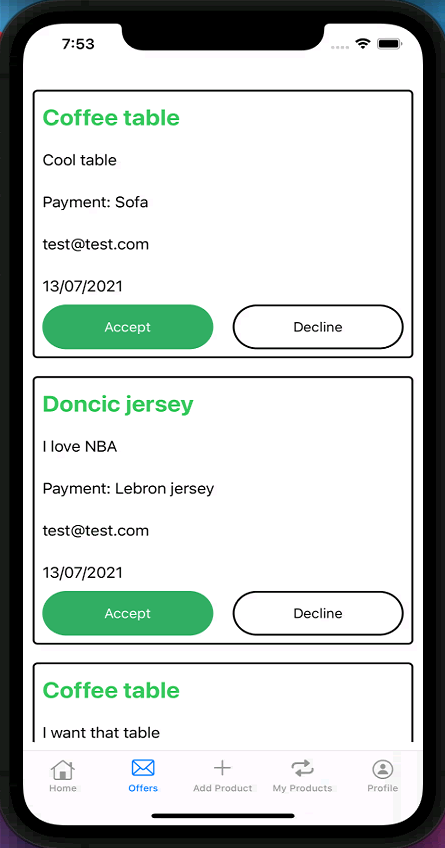 7:53
Coffee table
Cool table
Payment: Sofa
test@test.com
13/07/2021
Accept Decline
Doncic jersey
I love NBA
Payment: Lebron jersey
test@test.com
13/07/2021
Accept Decline
Coffee table
I want that table
Home Offers Add Product My Products Profile